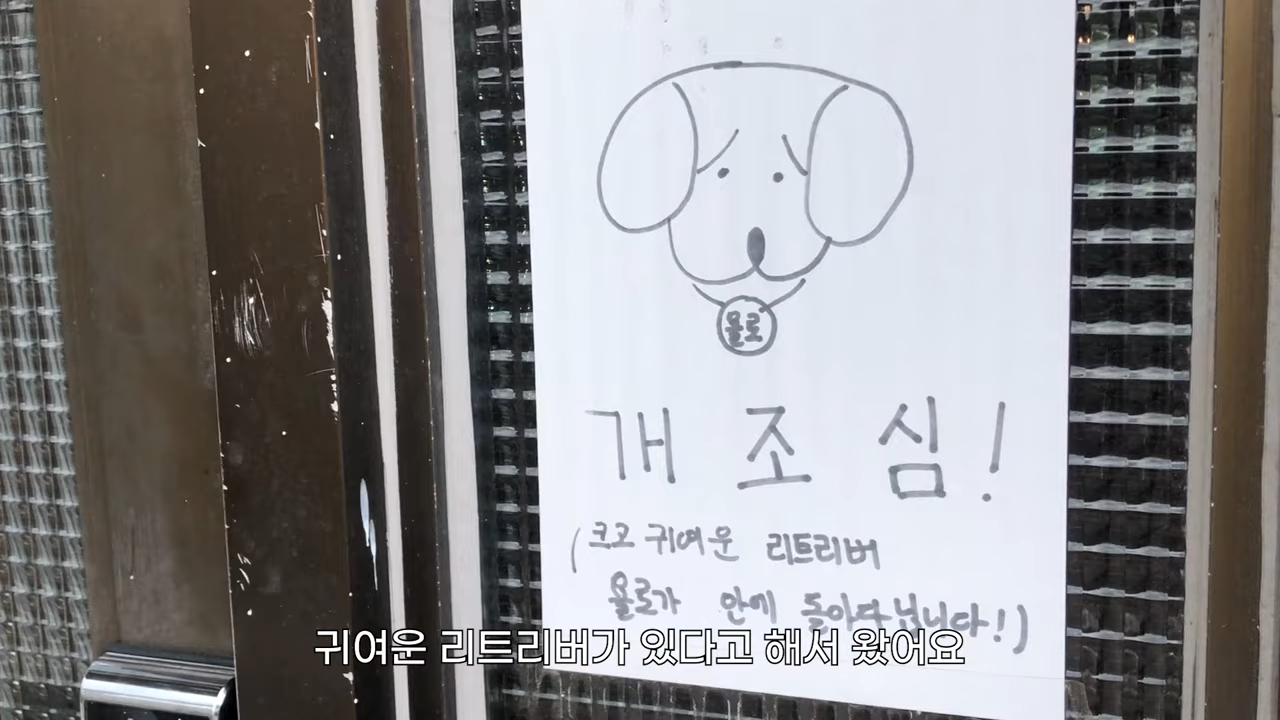 욜로
개조심!
(크고 귀여운 리트리버
욜로가 안에 돌아다닙니다!)
귀여운 리트리버가 있다고 해서 왔어요